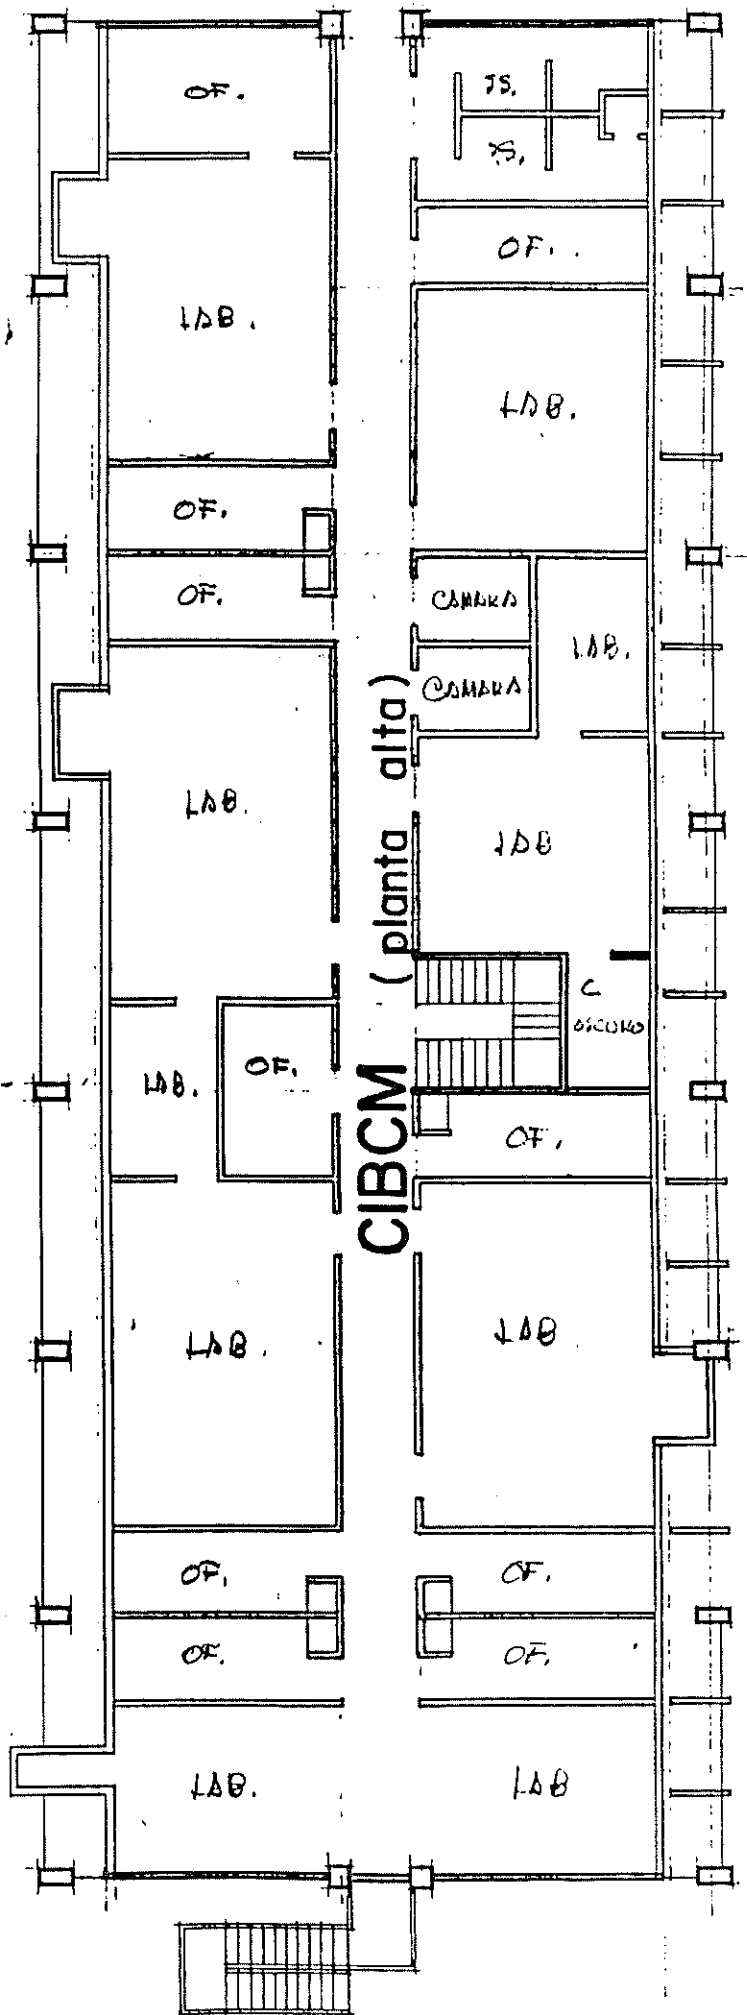 OF.
S.S.
S.S.
OF.
LAB.
LAB.
OF.
OF.
CAMARA
LAB.
CAMARA
LAB.
LAB
C.
OSCURO
LAB.
OF.
OF.
CIBCM (planta alta)
LAB.
LAB
OF.
OF.
OF.
OF.
LAB.
LAB